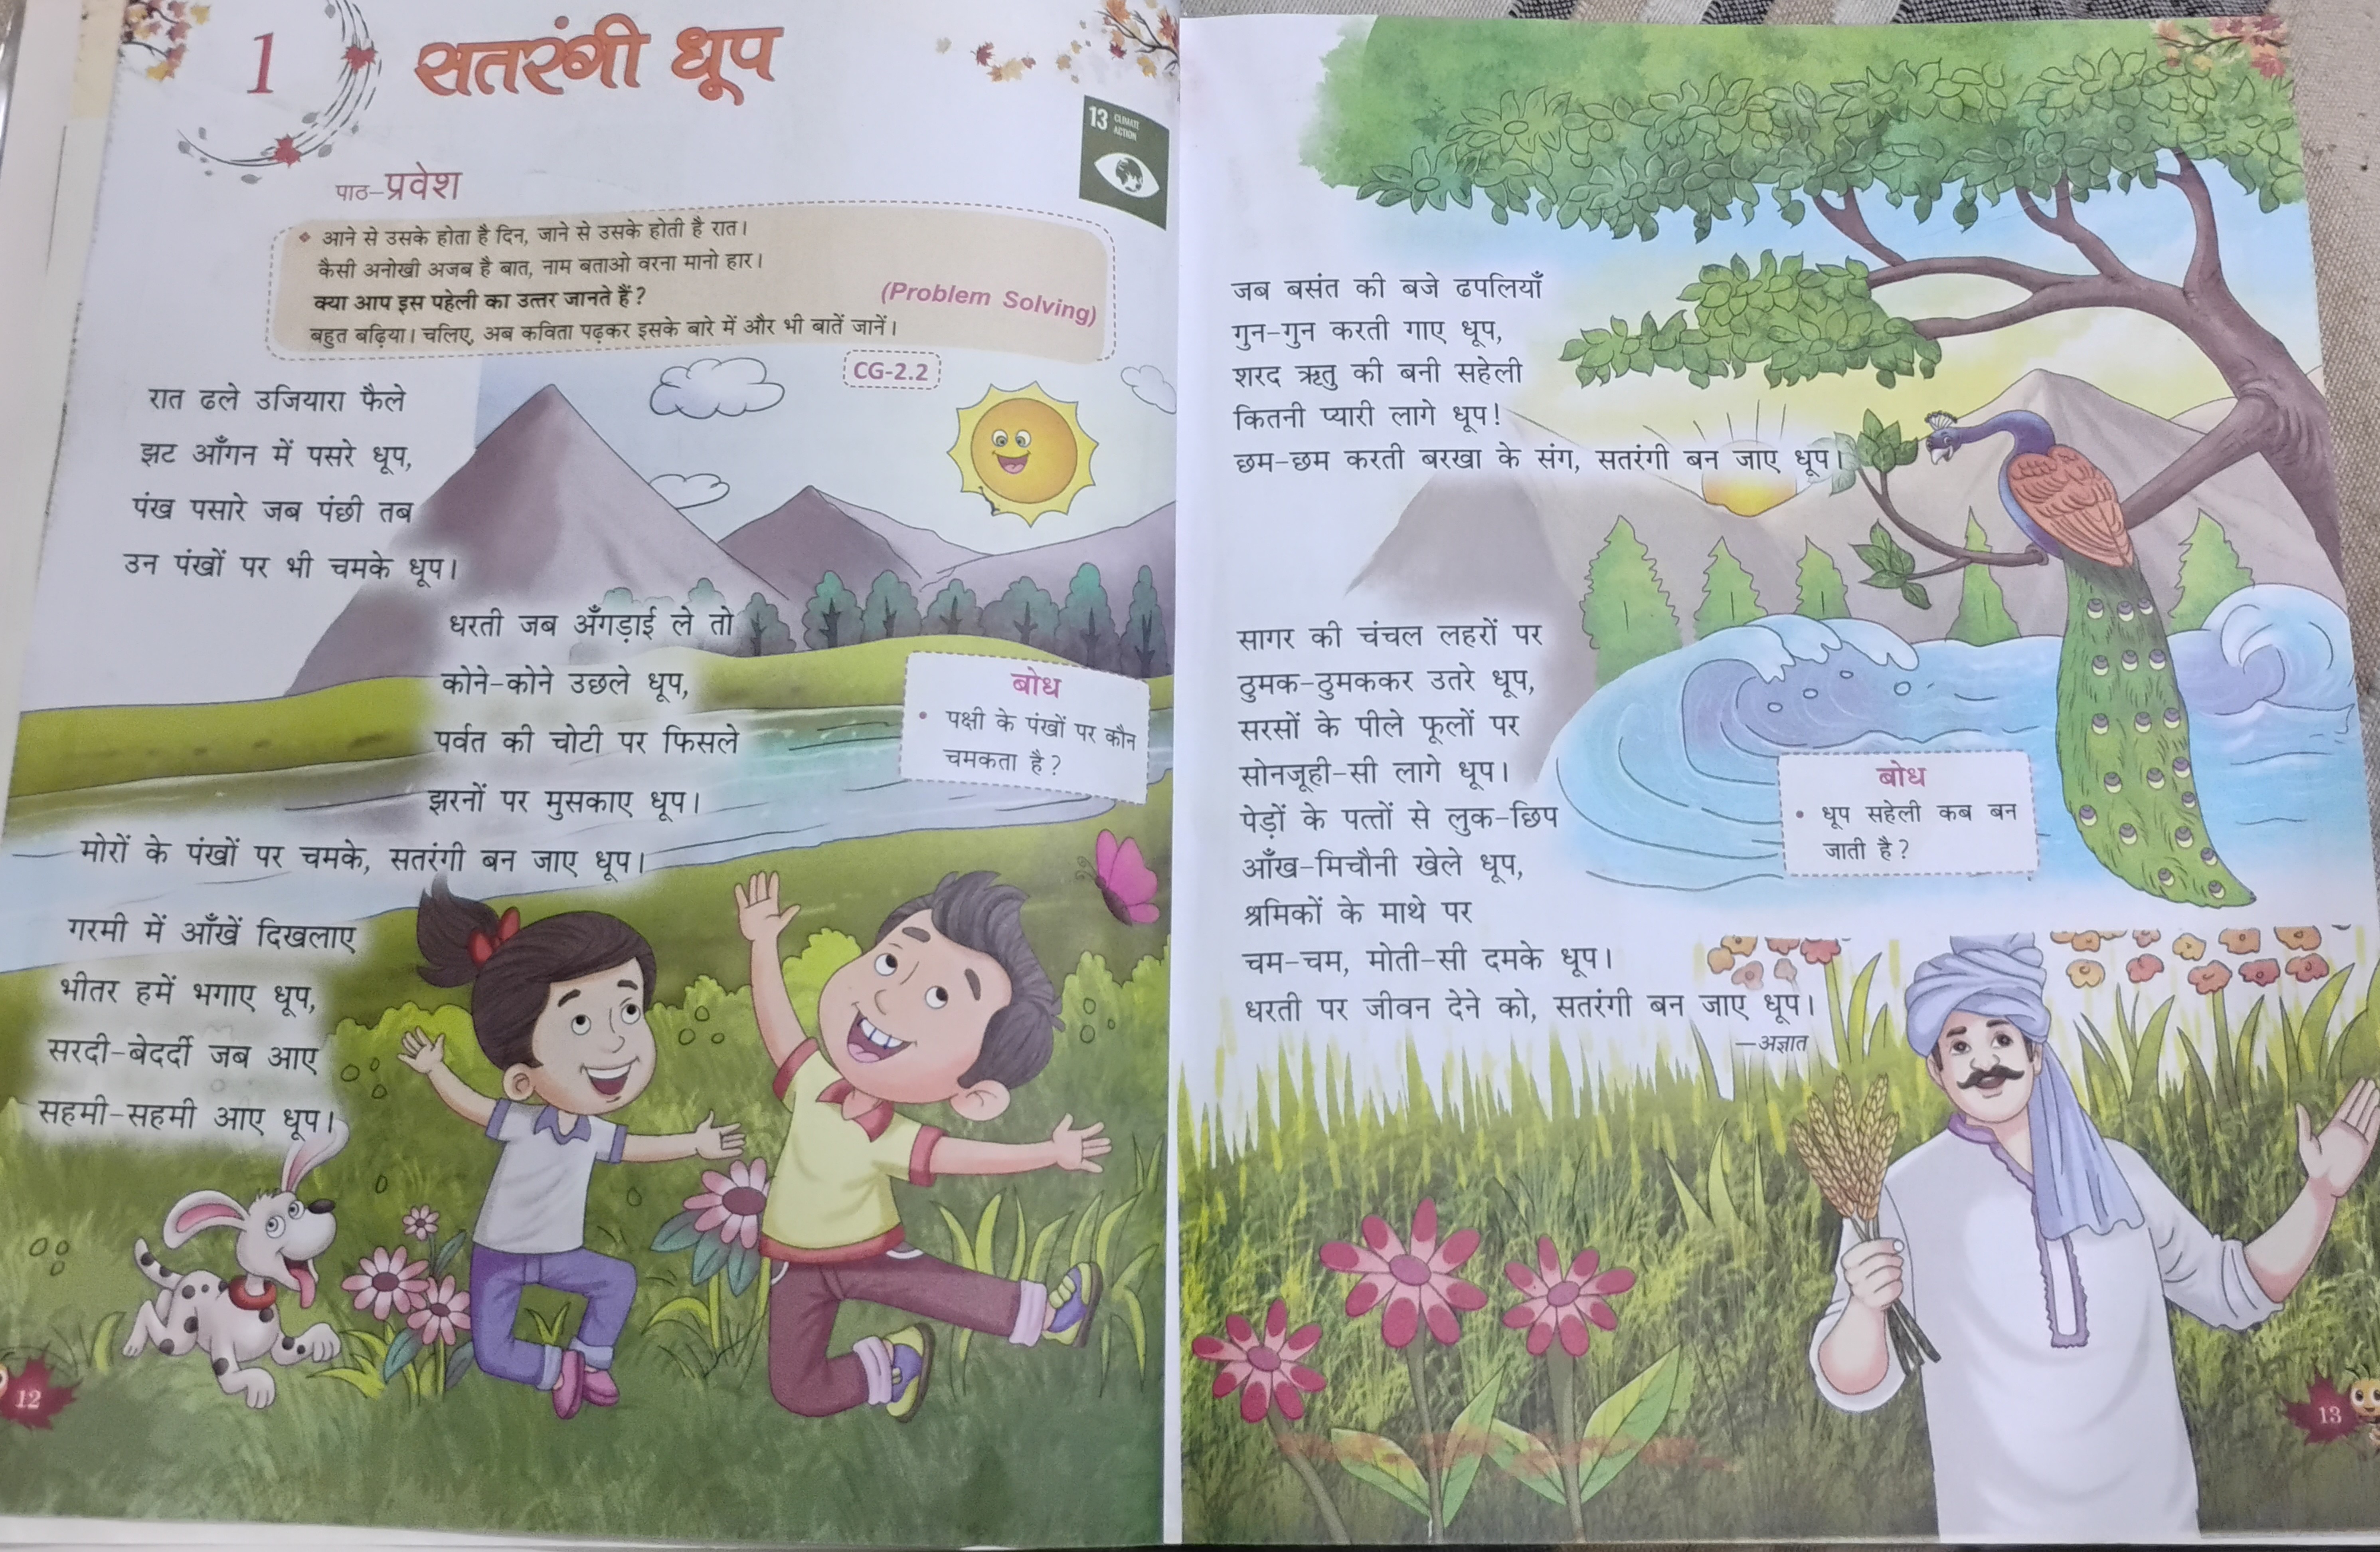 1
सतरंगी धूप
13 CLIMATE
ACTION
पाठ-प्रवेश
आने से उसके होता है दिन, जाने से उसके होती है रात।
कैसी अनोखी अजब है बात, नाम बताओ वरना मानो हार।
क्या आप इस पहेली का उत्तर जानते हैं?
(Problem Solving)
बहुत बढ़िया। चलिए, अब कविता पढ़कर इसके बारे में और भी बातें जानें।
CG-2.2
रात ढले उजियारा फैले
झट आँगन में पसरे धूप,
पंख पसारे जब पंछी तब
उन पंखों पर भी चमके धूप।
धरती जब अँगड़ाई ले तो
कोने-कोने उछले धूप,
पर्वत की चोटी पर फिसले
झरनों पर मुसकाए धूप।
मोरों के पंखों पर चमके, सतरंगी बन जाए धूप।
बोध
• पक्षी के पंखों पर कौन
चमकता है?
गरमी में आँखें दिखलाए
भीतर हमें भगाए धूप,
सरदी-बेदर्दी जब आए
सहमी-सहमी आए धूप।
12
जब बसंत की बजे ढपलियाँ
गुन-गुन करती गाए धूप,
शरद ऋतु की बनी सहेली
कितनी प्यारी लागे धूप!
छम-छम करती बरखा के संग, सतरंगी बन जाए धूप।
सागर की चंचल लहरों पर
ठुमक-ठुमककर उतरे धूप,
सरसों के पीले फूलों पर
सोनजूही-सी लागे धूप।
पेड़ों के पत्तों से लुक-छिप
आँख-मिचौनी खेले धूप,
श्रमिकों के माथे पर
चम-चम, मोती-सी दमके धूप।
धरती पर जीवन देने को, सतरंगी बन जाए धूप।
—अज्ञात
बोध
• धूप सहेली कब बन
जाती है?
13